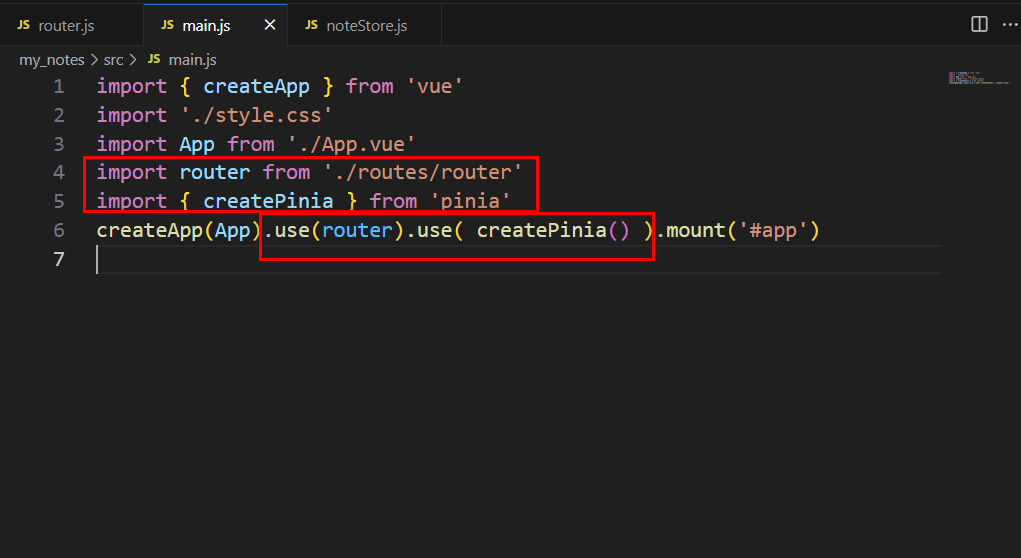 JS router.js JS main.js × JS noteStore.js ...
my_notes > src > JS main.js
1 import { createApp } from 'vue'
2 import './style.css'
3 import App from './App.vue'
4 import router from './routes/router'
5 import { createPinia } from 'pinia'
6 createApp(App).use(router).use( createPinia() ).mount('#app')
7